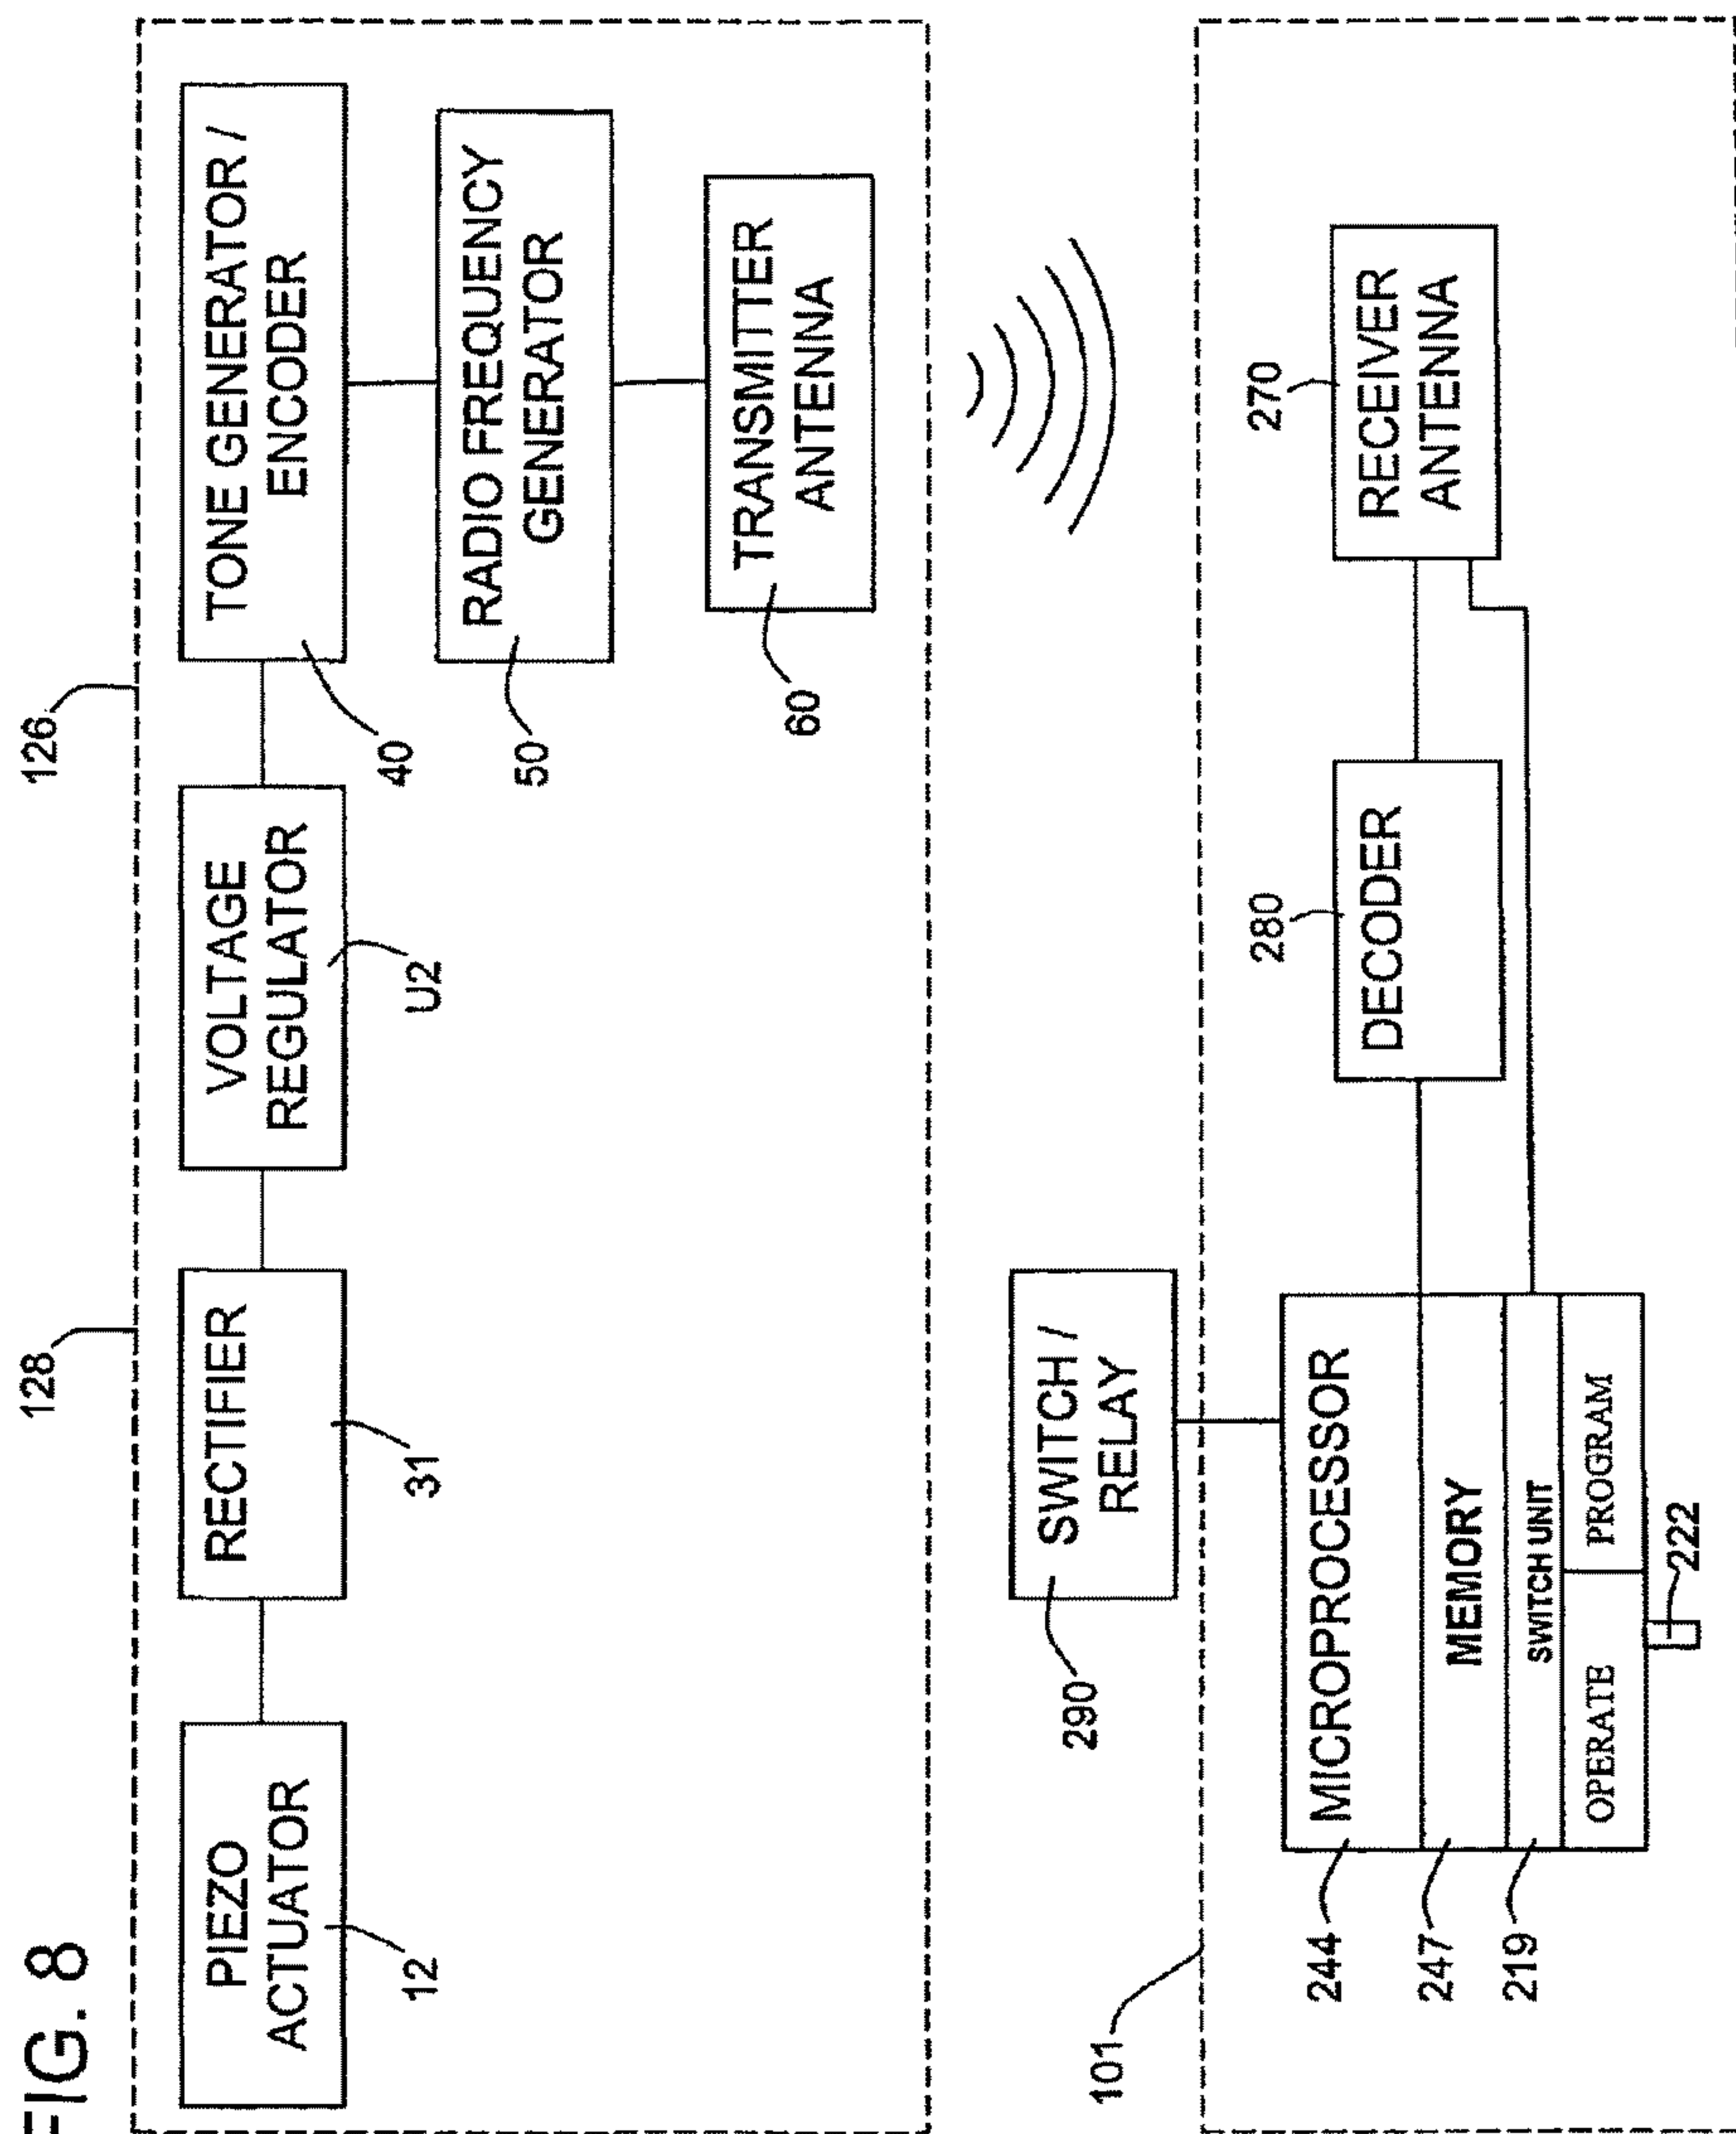 FIG. 8
128
126
PIEZO
ACTUATOR
12
RECTIFIER
31
VOLTAGE
REGULATOR
U2
TONE GENERATOR /
ENCODER
40
RADIO FREQUENCY
GENERATOR
50
TRANSMITTER
ANTENNA
60
101
290
SWITCH /
RELAY
280
270
MICROPROCESSOR
244
MEMORY
247
SWITCH UNIT
219
OPERATE
PROGRAM
222
DECODER
RECEIVER
ANTENNA